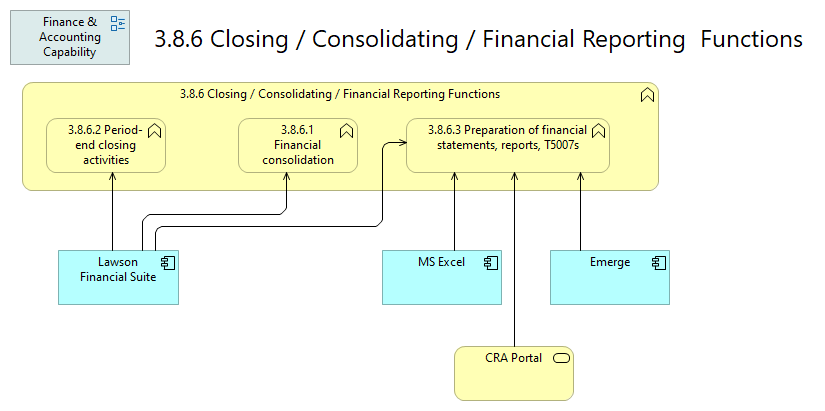 Finance &
Accounting
Capability
3.8.6 Closing / Consolidating / Financial Reporting  Functions
3.8.6 Closing / Consolidating / Financial Reporting Functions
3.8.6.2 Period-
end closing
activities
3.8.6.1
Financial
consolidation
3.8.6.3 Preparation of financial
statements, reports, T5007s
Lawson
Financial Suite
MS Excel
Emerge
CRA Portal